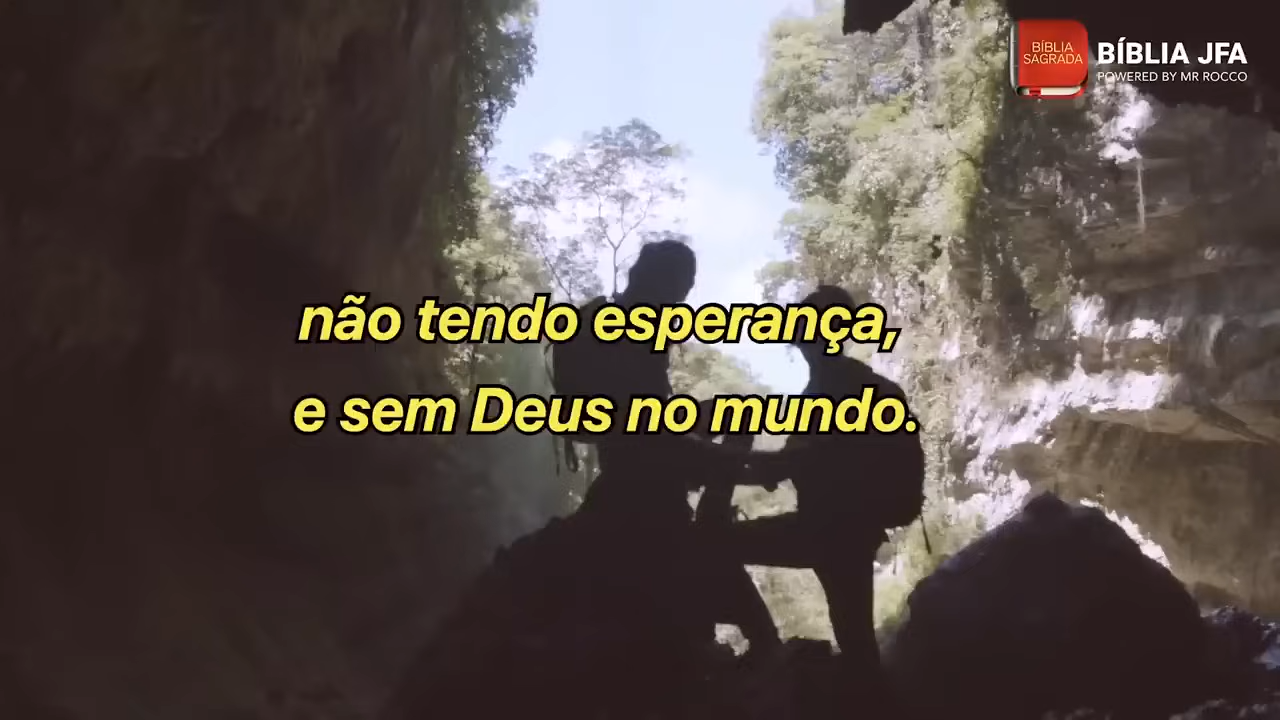 BÍBLIA
SAGRADA
BÍBLIA JFA
POWERED BY MR ROCCO
não tendo esperança,
e sem Deus no mundo.